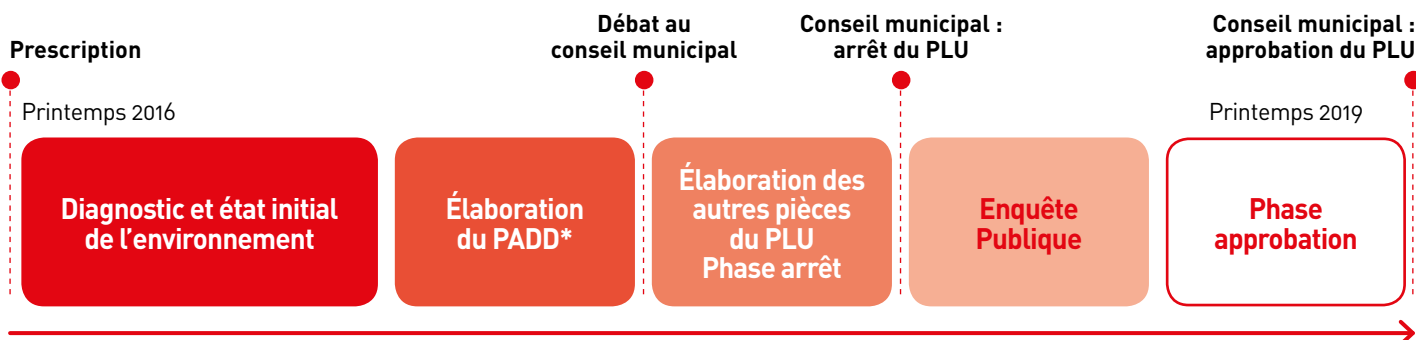 Prescription
Débat au
conseil municipal
Conseil municipal :
arrêt du PLU
Conseil municipal :
approbation du PLU
Printemps 2016
Printemps 2019
Diagnostic et état initial
de l’environnement
Élaboration
du PADD*
Élaboration des
autres pièces
du PLU
Phase arrêt
Enquête
Publique
Phase
approbation